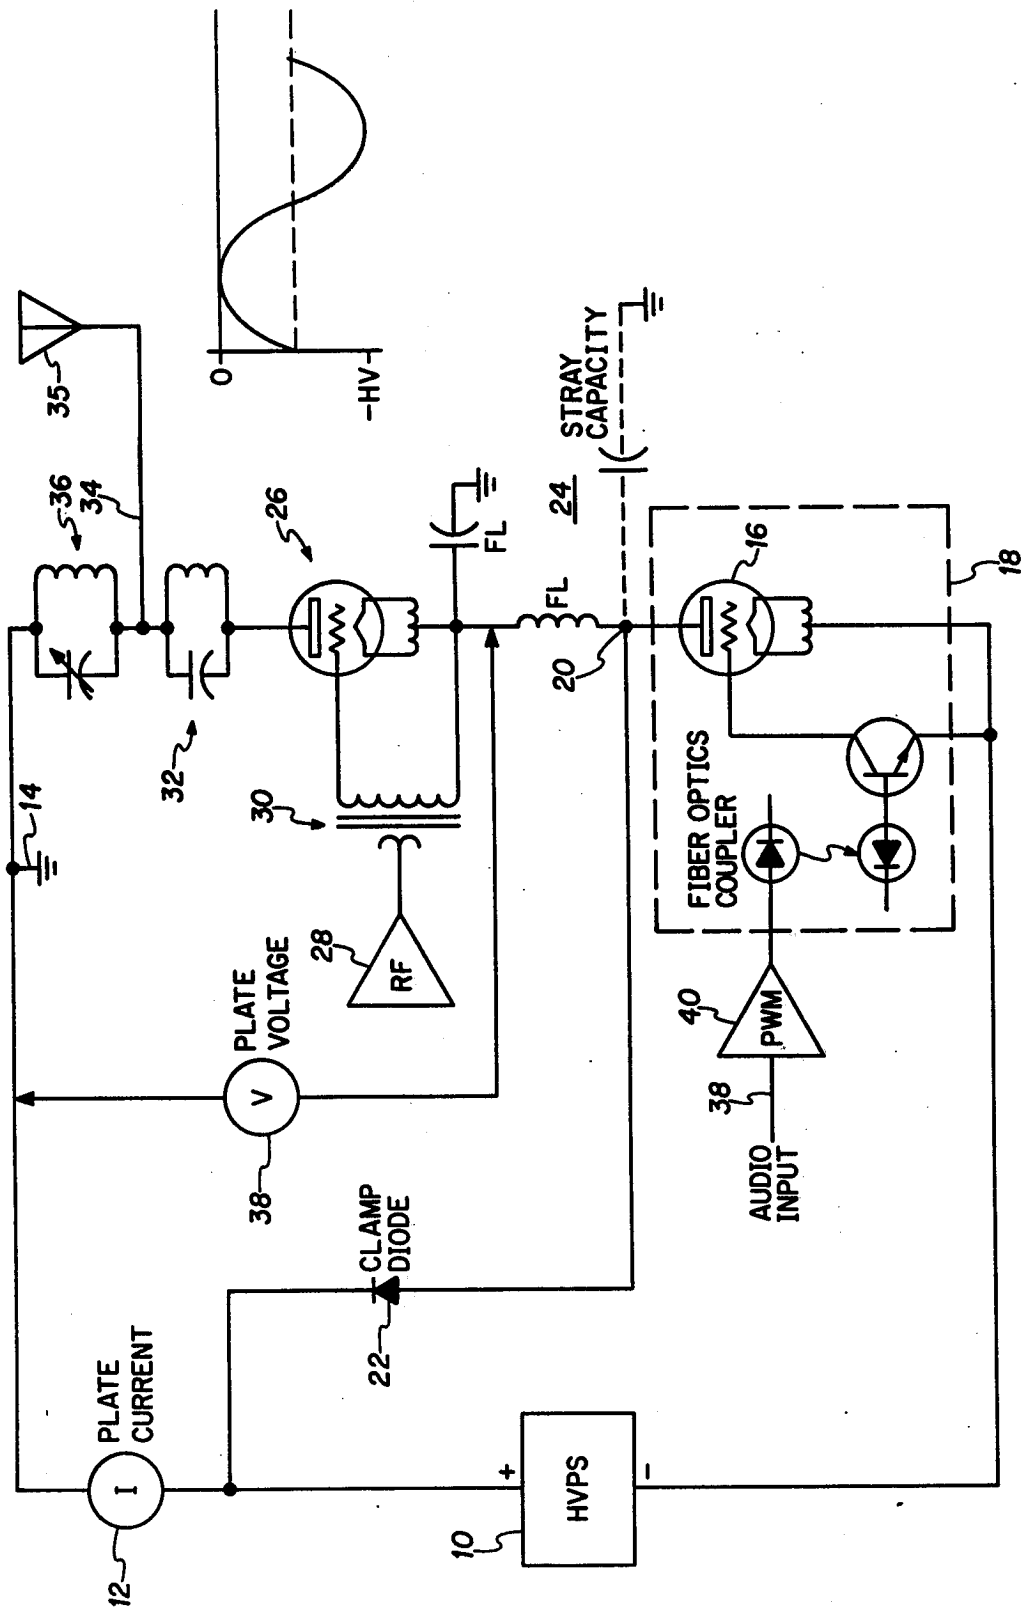 12
I
PLATE
CURRENT
10
HVPS
+
-
22
CLAMP
DIODE
38
V
PLATE
VOLTAGE
14
28
RF
30
32
36
34
35
26
FL
FL
20
24
STRAY
CAPACITY
AUDIO
INPUT
38
40
PWM
FIBER OPTICS
COUPLER
16
18
0
-HV